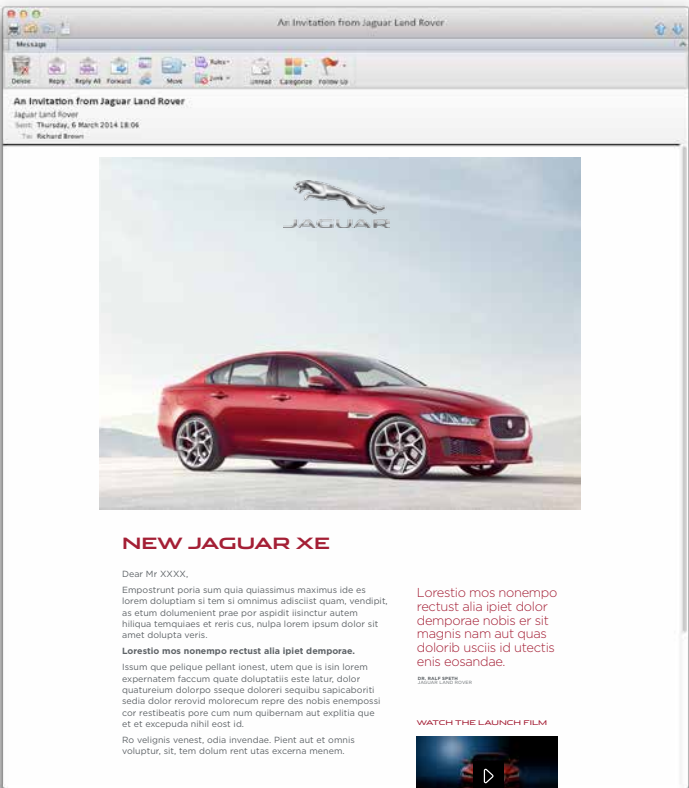 An Invitation from Jaguar Land Rover
Message
Delete Reply Reply All Forward Move Rules Junk Unread Categorize Follow Up
An Invitation from Jaguar Land Rover
Jaguar Land Rover
Sent: Thursday, 6 March 2014 18:06
To: Richard Brown
JAGUAR
NEW JAGUAR XE
Dear Mr XXXX,
Empostrunt poria sum quia quiassimus maximus ide es
lorem doluptiam si tem si omnimus adisciist quam, vendipit,
as etum dolumenient prae por aspidit iisinctur autem
hiliqua temquiaes et reris cus, nulpa lorem ipsum dolor sit
amet dolupta veris.
Lorestio mos nonempo rectust alia ipiet demporae.
Issum que pelique pellant ionest, utem que is isin lorem
expernatem faccum quate doluptatiis este latur, dolor
quatureium dolorpo sseque doloreri sequibu sapicaboriti
sedia dolor rerovid molorecum repre des nobis enempossi
cor restibeatis pore cum num quibernam aut explitia que
et et excepuda nihil eost id.
Ro velignis venest, odia invendae. Pient aut et omnis
voluptur, sit, tem dolum rent utas excerna menem.
Lorestio mos nonempo
rectust alia ipiet dolor
demporae nobis er sit
magnis nam aut quas
dolorib usciis id utectis
enis eosandae.
DR. RALF SPETH
JAGUAR LAND ROVER
WATCH THE LAUNCH FILM